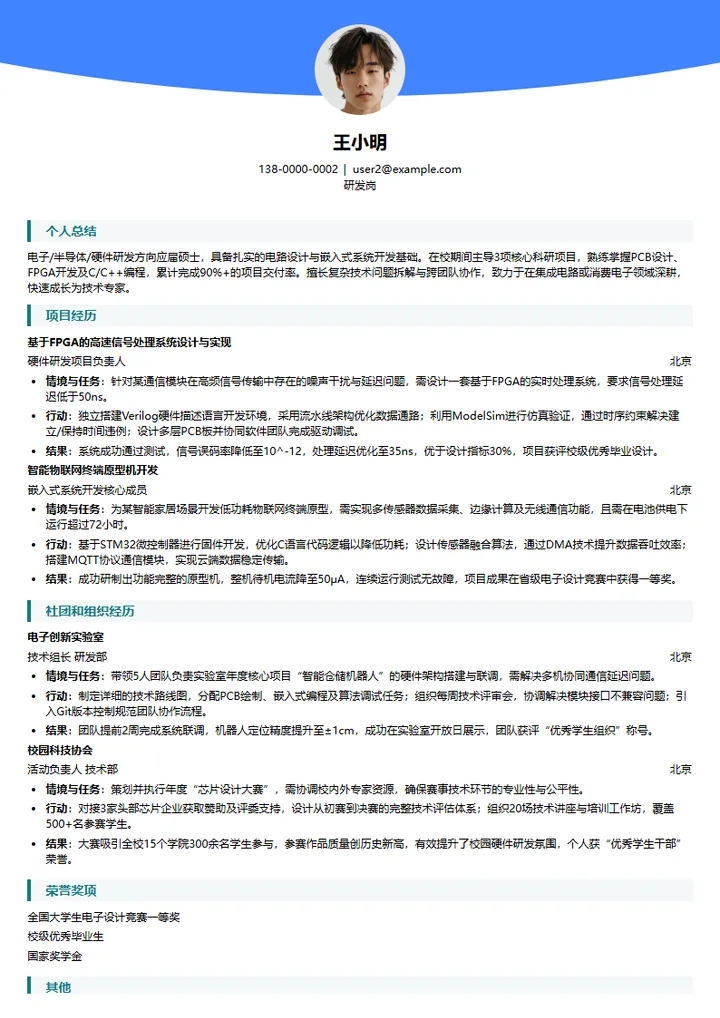 王小明
138-0000-0002 | user2@example.com
研发岗
个人总结
电子/半导体/硬件研发方向应届硕士，具备扎实的电路设计与嵌入式系统开发基础。在校期间主导3项核心科研项目，熟练掌握PCB设计、
FPGA开发及C/C++编程，累计完成90%+的项目交付率。擅长复杂技术问题拆解与跨团队协作，致力于在集成电路或消费电子领域深耕，
快速成长为技术专家。
项目经历
基于FPGA的高速信号处理系统设计与实现
硬件研发项目负责人 北京
• 情境与任务：针对某通信模块在高频信号传输中存在的噪声干扰与延迟问题，需设计一套基于FPGA的实时处理系统，要求信号处理延
迟低于50ns。
• 行动：独立搭建Verilog硬件描述语言开发环境，采用流水线架构优化数据通路；利用ModelSim进行仿真验证，通过时序约束解决建
立/保持时间违例；设计多层PCB板并协同软件团队完成驱动调试。
• 结果：系统成功通过测试，信号误码率降低至10^-12，处理延迟优化至35ns，优于设计指标30%，项目获评校级优秀毕业设计。
智能物联网终端原型机开发
嵌入式系统开发核心成员 北京
• 情境与任务：为某智能家居场景开发低功耗物联网终端原型，需实现多传感器数据采集、边缘计算及无线通信功能，且需在电池供电下
运行超过72小时。
• 行动：基于STM32微控制器进行固件开发，优化C语言代码逻辑以降低功耗；设计传感器融合算法，通过DMA技术提升数据吞吐效率；
搭建MQTT协议通信模块，实现云端数据稳定传输。
• 结果：成功研制出功能完整的原型机，整机待机电流降至50μA，连续运行测试无故障，项目成果在省级电子设计竞赛中获得一等奖。
社团和组织经历
电子创新实验室
技术组长 研发部 北京
• 情境与任务：带领5人团队负责实验室年度核心项目“智能仓储机器人”的硬件架构搭建与联调，需解决多机协同通信延迟问题。
• 行动：制定详细的技术路线图，分配PCB绘制、嵌入式编程及算法调试任务；组织每周技术评审会，协调解决模块接口不兼容问题；引
入Git版本控制规范团队协作流程。
• 结果：团队提前2周完成系统联调，机器人定位精度提升至±1cm，成功在实验室开放日展示，团队获评“优秀学生组织”称号。
校园科技协会
活动负责人 技术部 北京
• 情境与任务：策划并执行年度“芯片设计大赛”，需协调校内外专家资源，确保赛事技术环节的专业性与公平性。
• 行动：对接3家头部芯片企业获取赞助及评委支持，设计从初赛到决赛的完整技术评估体系；组织20场技术讲座与培训工作坊，覆盖
500+名参赛学生。
• 结果：大赛吸引全校15个学院300余名学生参与，参赛作品质量创历史新高，有效提升了校园硬件研发氛围，个人获“优秀学生干部”
荣誉。
荣誉奖项
全国大学生电子设计竞赛一等奖
校级优秀毕业生
国家奖学金
其他